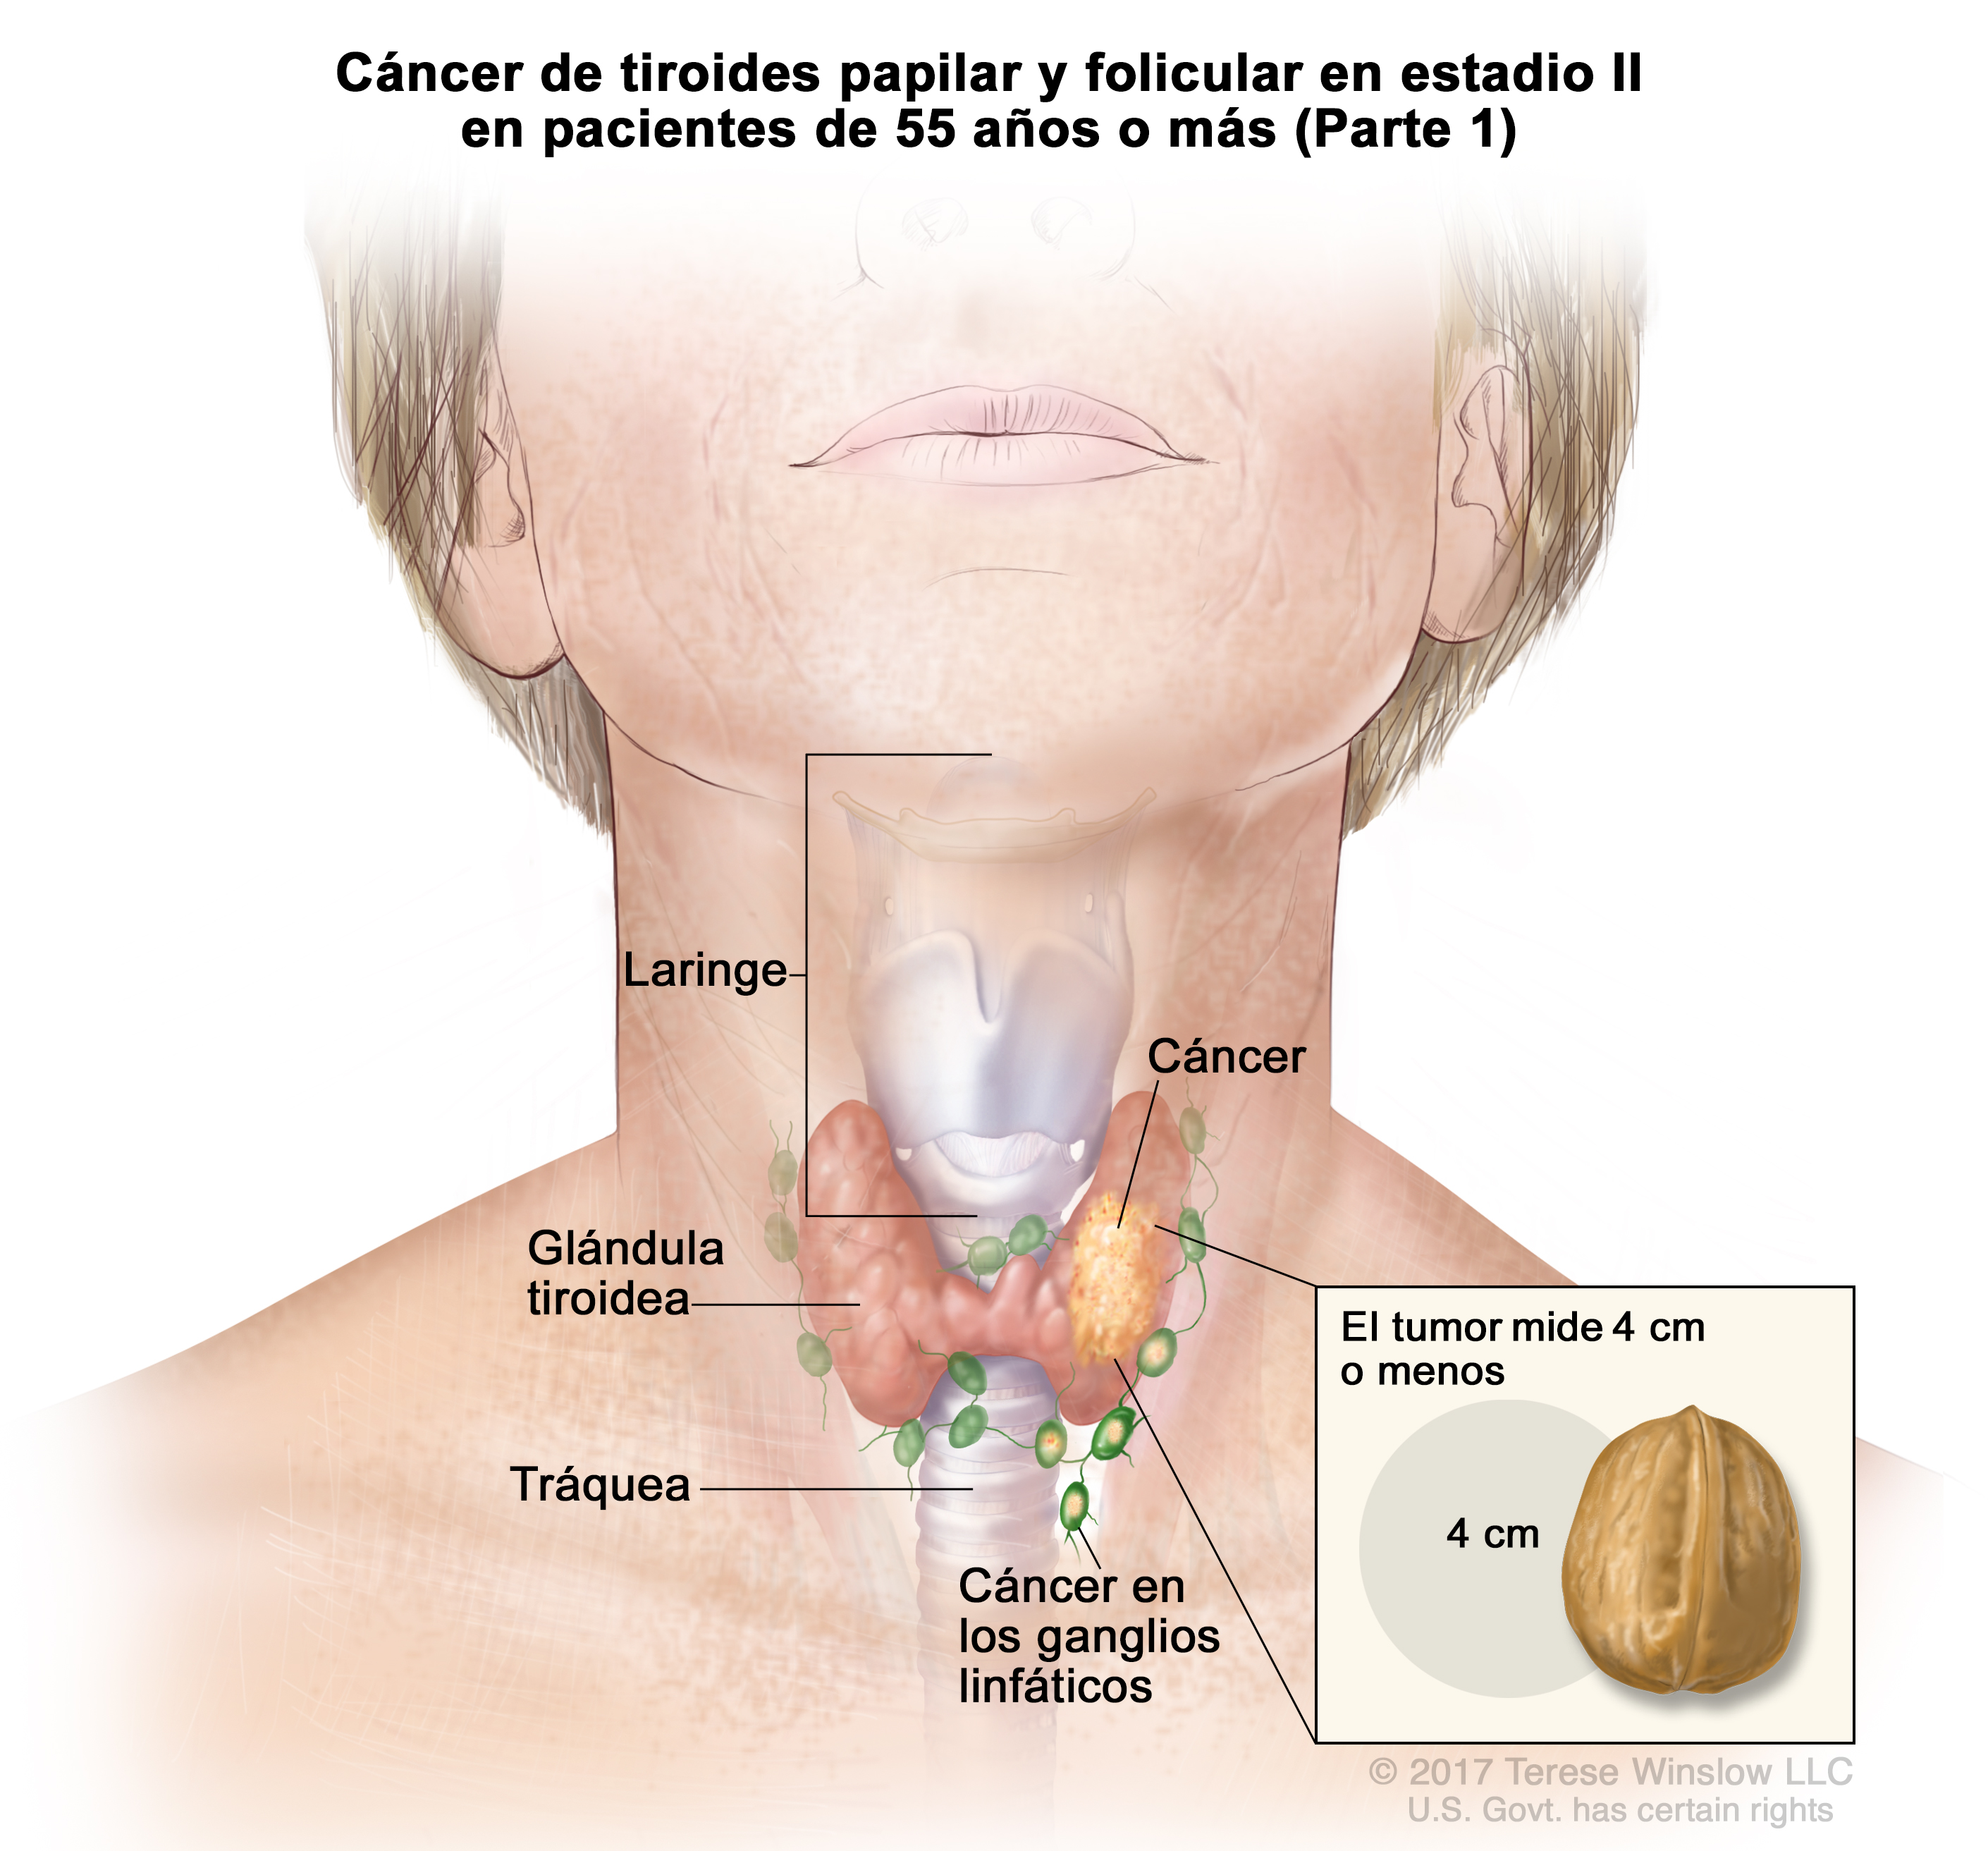 Cáncer de tiroides papilar y folicular en estadio II
en pacientes de 55 años o más (Parte 1)
Laringe
Cáncer
Glándula
tiroidea
El tumor mide 4 cm
o menos
4 cm
Tráquea
Cáncer en
los ganglios
linfáticos
© 2017 Terese Winslow LLC
U.S. Govt. has certain rights